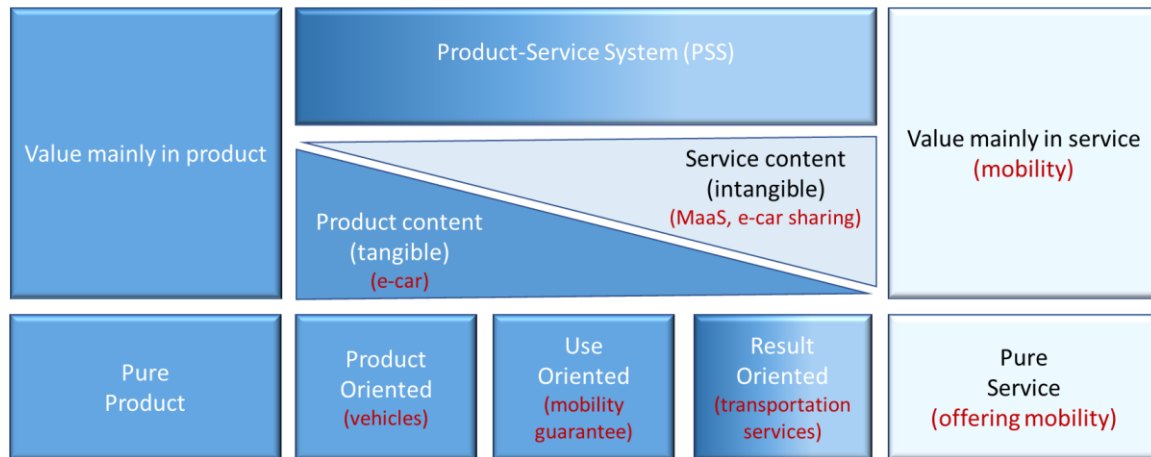 Product-Service System (PSS)
Value mainly in product
Service content
(intangible)
(MaaS, e-car sharing)
Product content
(tangible)
(e-car)
Value mainly in service
(mobility)
Pure
Product
Product
Oriented
(vehicles)
Use
Oriented
(mobility
guarantee)
Result
Oriented
(transportation
services)
Pure
Service
(offering mobility)